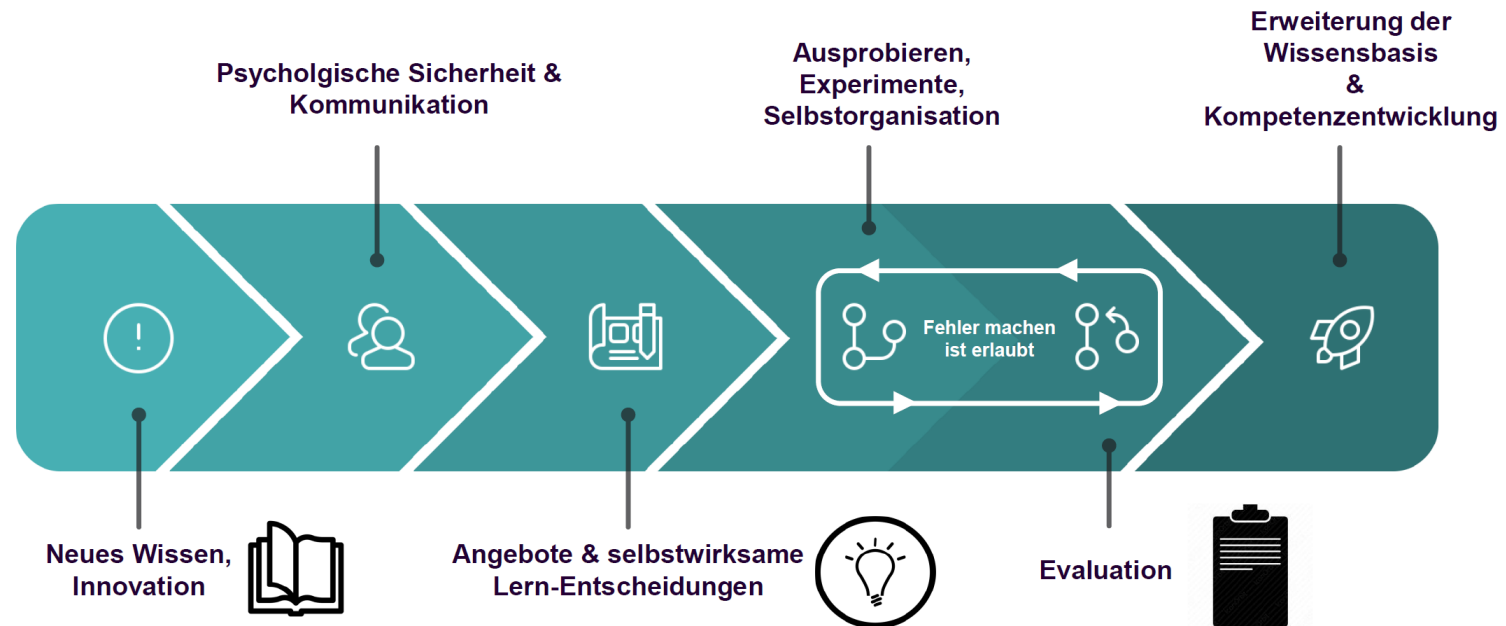 Psycholgische Sicherheit &
Kommunikation
Ausprobieren,
Experimente,
Selbstorganisation
Erweiterung der
Wissensbasis
&
Kompetenzentwicklung
Fehler machen
ist erlaubt
Neues Wissen,
Innovation
Angebote & selbstwirksame
Lern-Entscheidungen
Evaluation